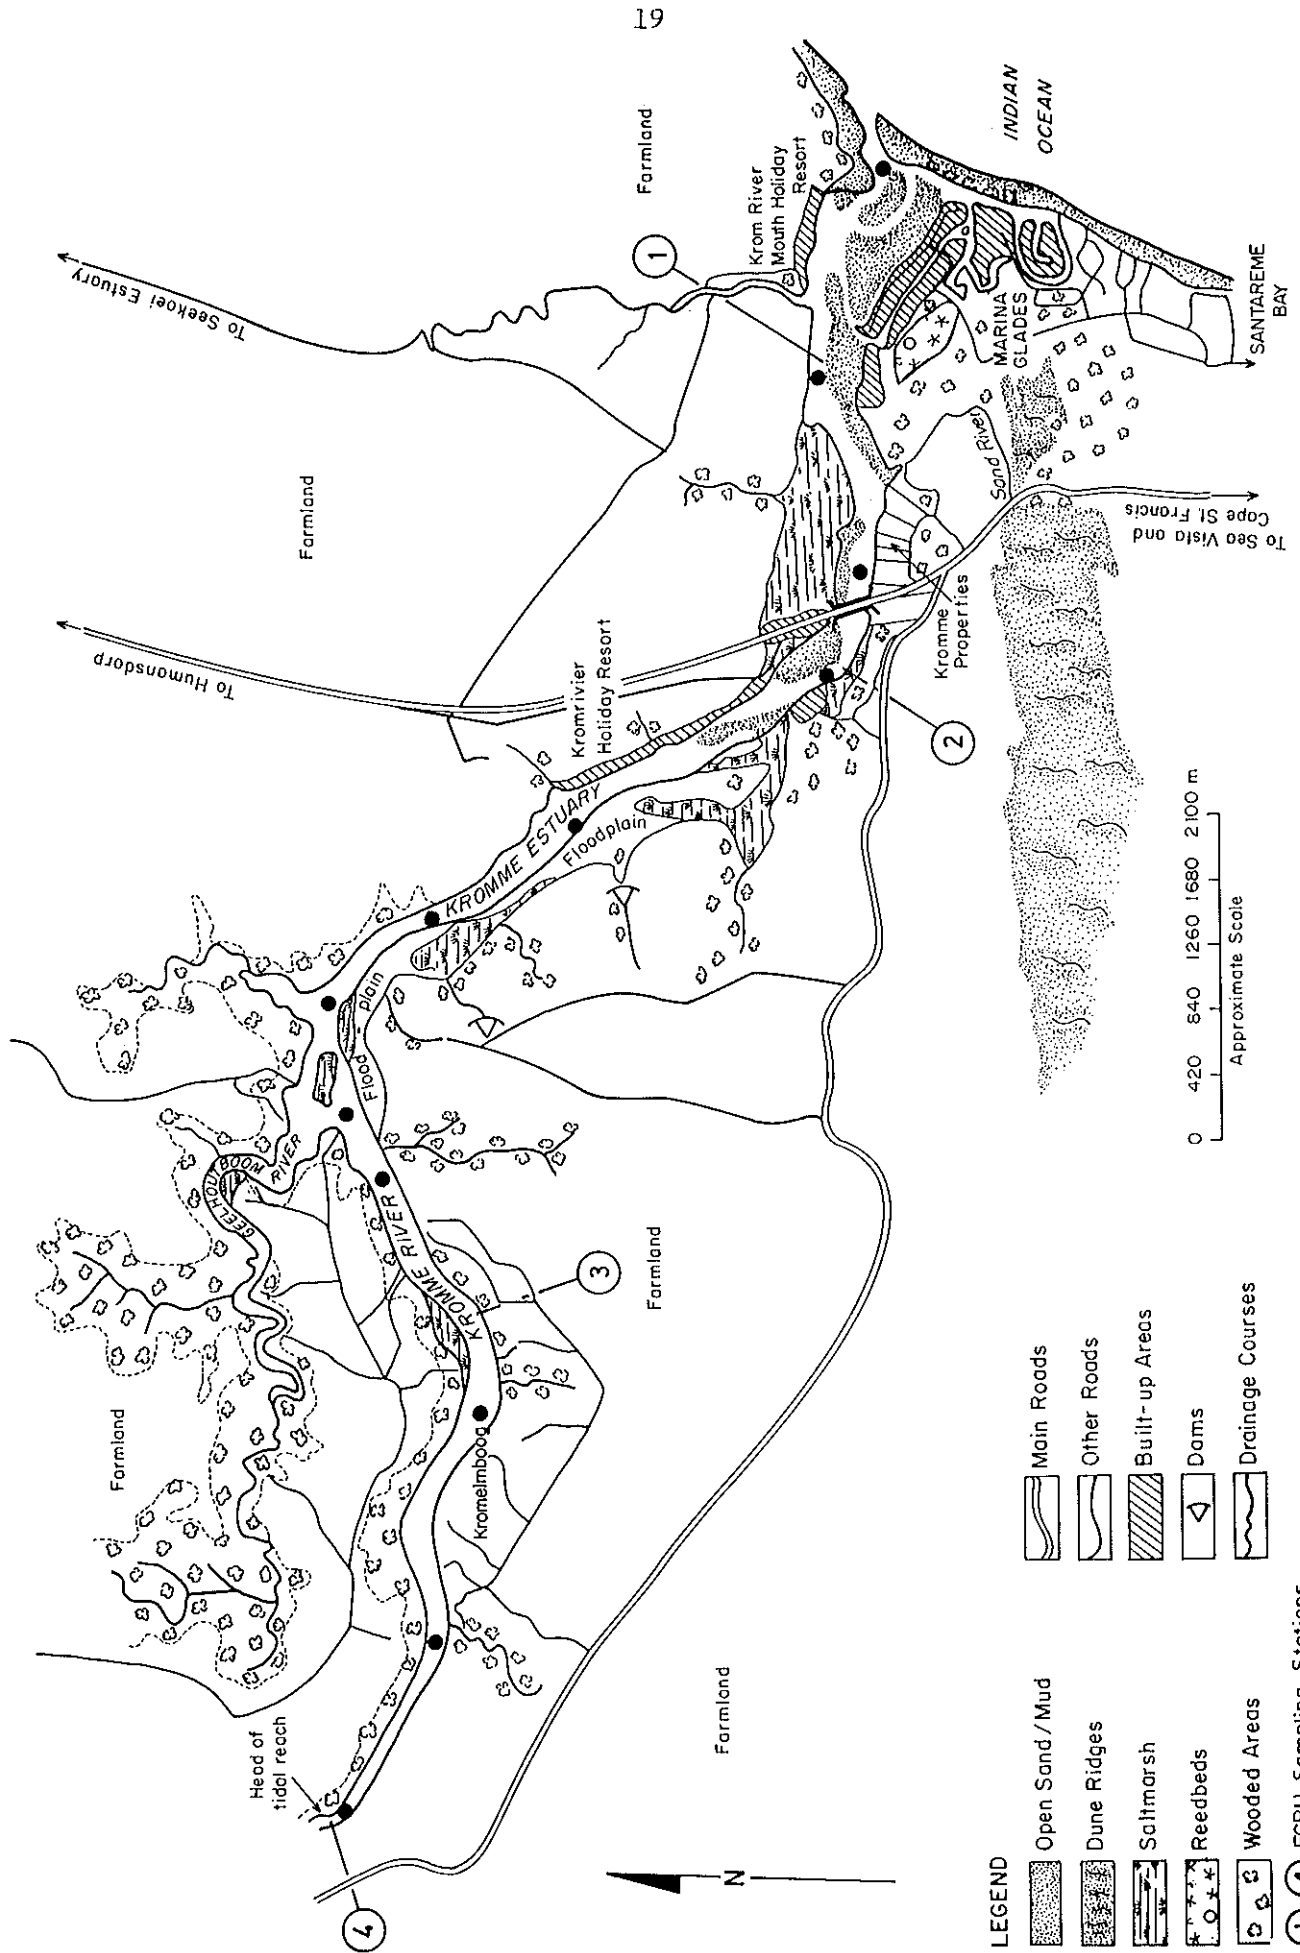 19
To Seekoei Estuary
Farmland
Krom River
Mouth Holiday
Resort
INDIAN
OCEAN
1
To Humansdorp
Farmland
Kromrivier
Holiday Resort
MARINA
GLADES
SANTAREME
BAY
Sand River
To Sea Vista and
Cape St. Francis
Kromme
Properties
2
KROMME ESTUARY
Floodplain
Flood-plain
GEELHOUTBOOM
RIVER
KROMME RIVER
3
Farmland
Farmland
Kromelmboog
Head of
tidal reach
4
Farmland
N
0 420 840 1260 1680 2100 m
Approximate Scale
LEGEND
Open Sand/Mud
Dune Ridges
Saltmarsh
Reedbeds
Wooded Areas
Main Roads
Other Roads
Built-up Areas
Dams
Drainage Courses
Sampling Stations